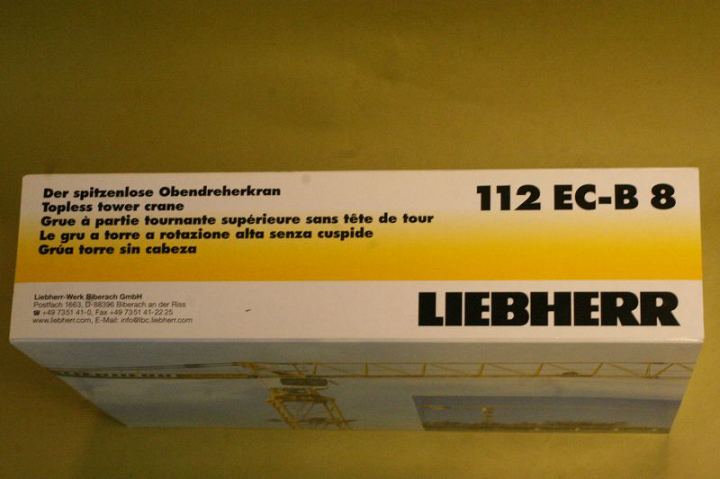 Der spitzenlose Obendreherkran
Topless tower crane
Grue à partie tournante supérieure sans tête de tour
Le gru a torre a rotazione alta senza cuspide
Grúa torre sin cabeza
112 EC-B 8
Liebherr-Werk Biberach GmbH
Postfach 1663, D-88396 Biberach an der Riss
☎ +49 7351 41-0, Fax +49 7351 41-22 25
www.liebherr.com, E-Mail: info@lbc.liebherr.com
LIEBHERR